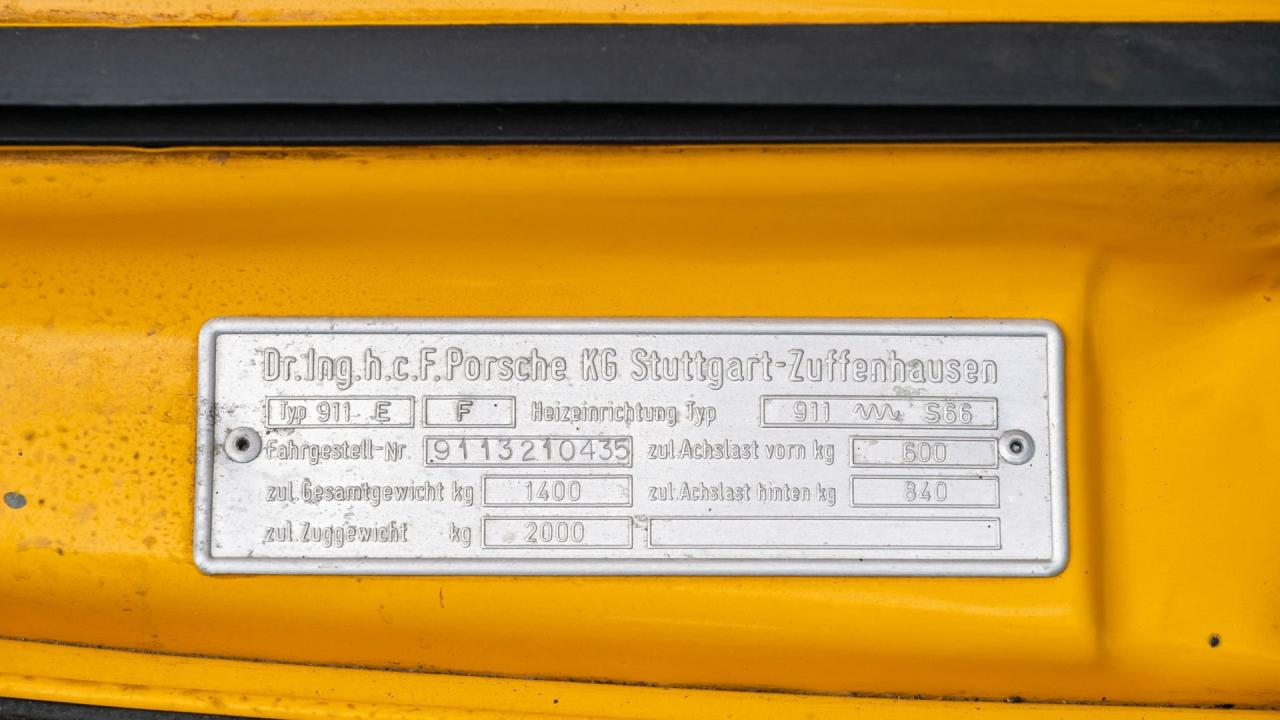 Dr.Ing.h.c.F.Porsche KG Stuttgart-Zuffenhausen
Typ 911 E F Heizeinrichtung Typ 911 S66
Fahrgestell-Nr. 9113210435 zul.Achslast vorn kg 600
zul.Gesamtgewicht kg 1400 zul.Achslast hinten kg 840
zul.Zuggewicht kg 2000